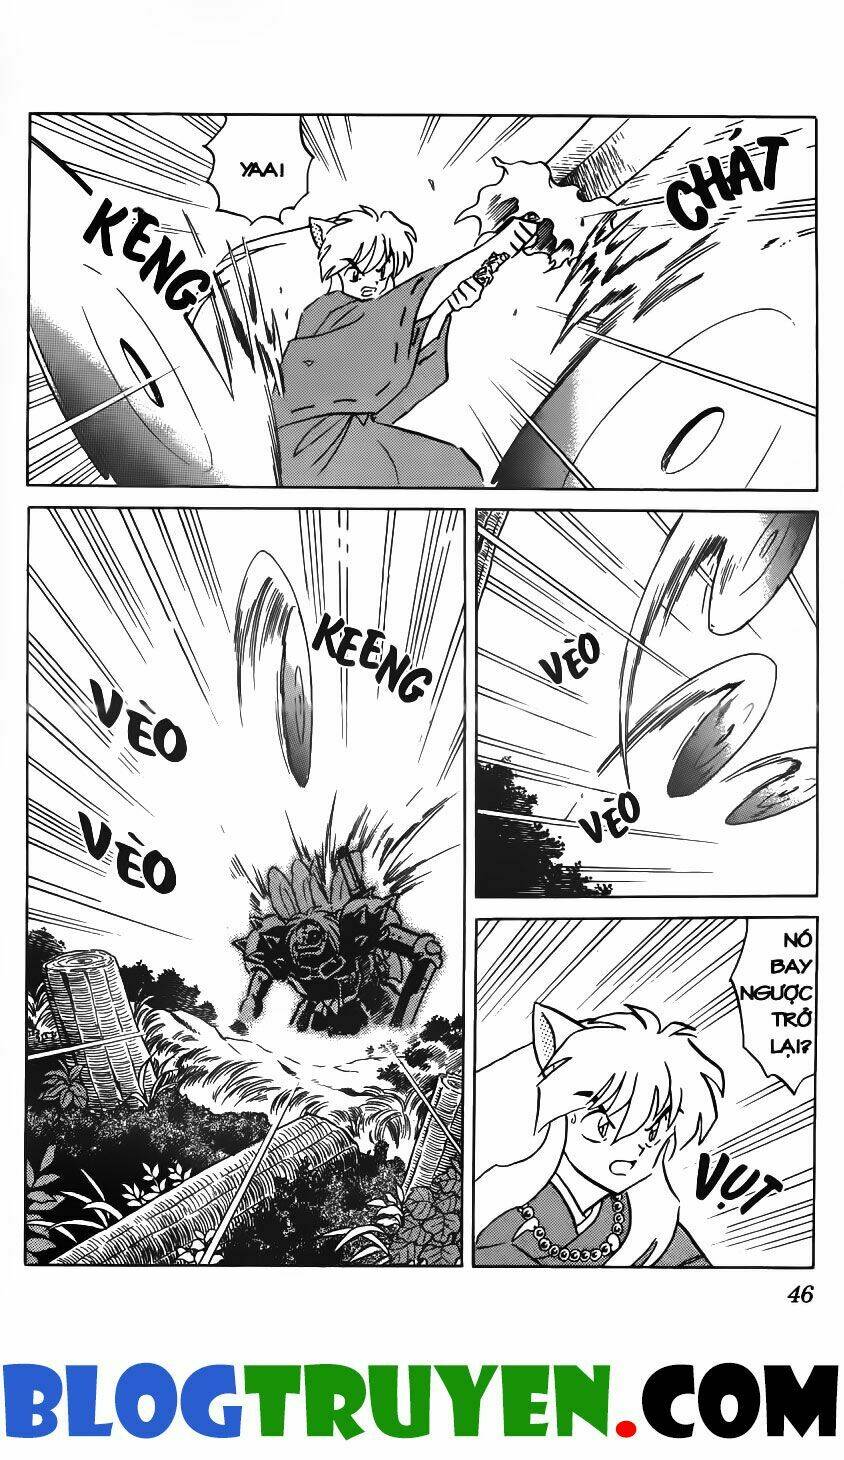 YAA!
KENG
CHÁT
KEENG
VÈO
VÈO
VÈO
VÈO
NÓ
BAY
NGƯỢC
TRỞ
LẠI?
VỤT
46
BLOGTRUYEN.COM